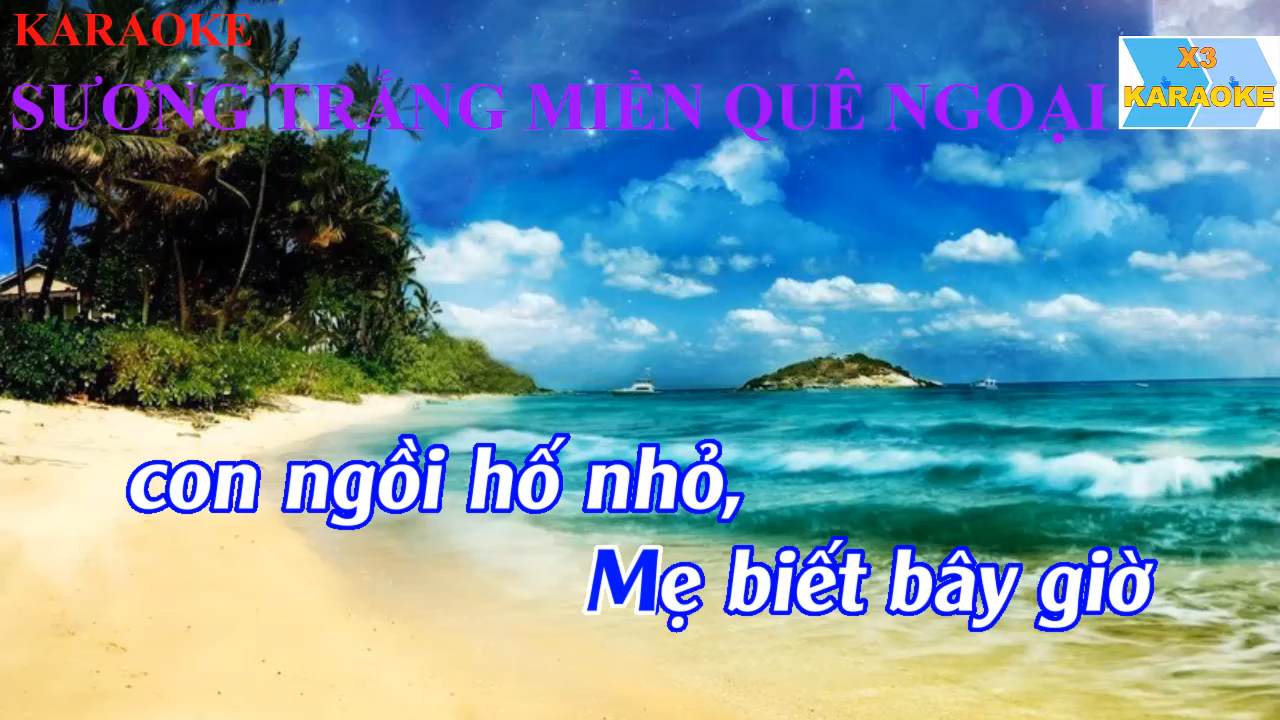 KARAOKE
SƯƠNG TRẮNG MIỀN QUÊ NGOẠI
X3
KARAOKE
con ngồi hố nhỏ,
Mẹ biết bây giờ